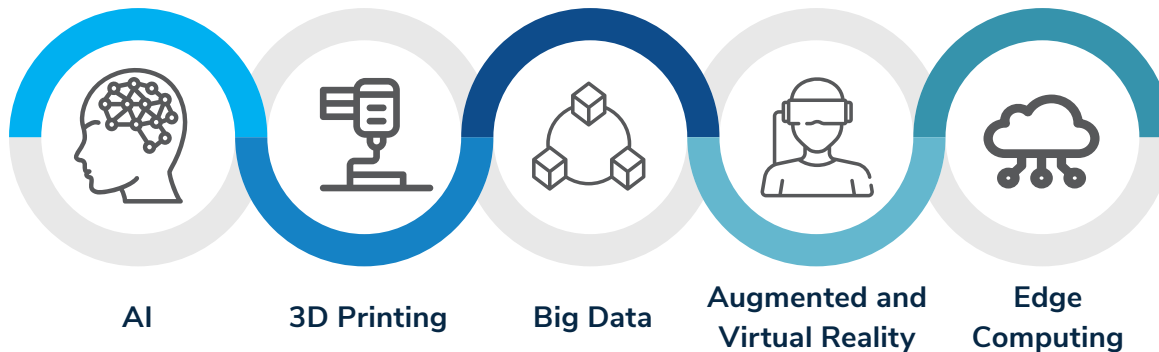 AI
3D Printing
Big Data
Augmented and
Virtual Reality
Edge
Computing